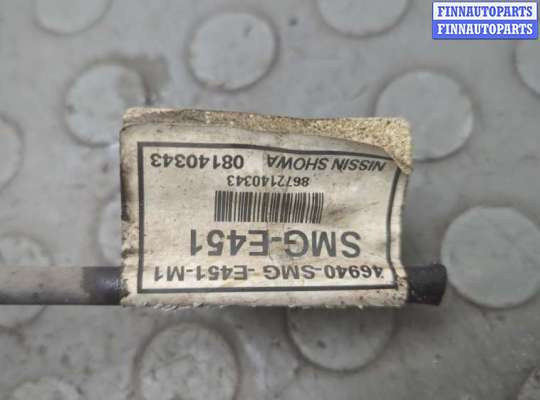 FINNAUTOPARTS
FINNAUTOPARTS
46940-SMG -E451-M1
SMG-E451
8672140343
NISSIN SHOWA 08140343